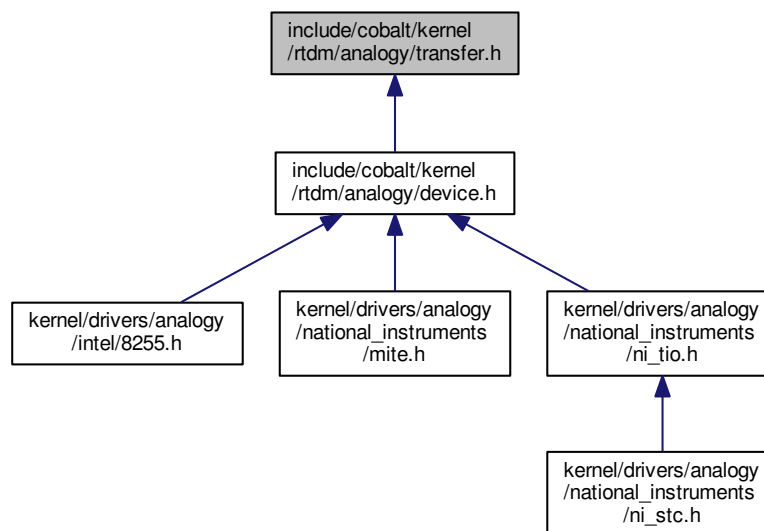 include/cobalt/kernel
/rtdm/analogy/transfer.h
include/cobalt/kernel
/rtdm/analogy/device.h
kernel/drivers/analogy
/intel/8255.h
kernel/drivers/analogy
/national_instruments
/mite.h
kernel/drivers/analogy
/national_instruments
/ni_tio.h
kernel/drivers/analogy
/national_instruments
/ni_stc.h